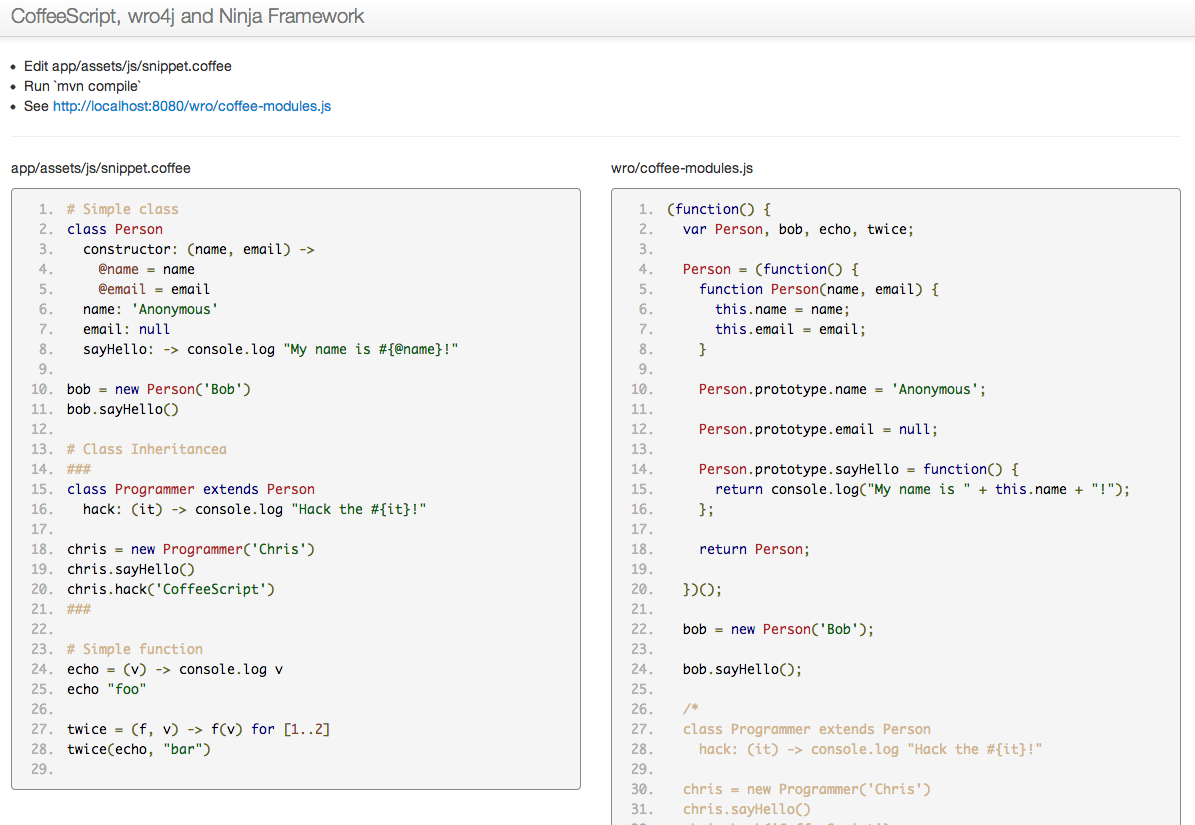 CoffeeScript, wro4j and Ninja Framework
• Edit app/assets/js/snippet.coffee
• Run `mvn compile`
• See http://localhost:8080/wro/coffee-modules.js
app/assets/js/snippet.coffee
1. # Simple class
2. class Person
3.   constructor: (name, email) ->
4.     @name = name
5.     @email = email
6.   name: 'Anonymous'
7.   email: null
8.   sayHello: -> console.log "My name is #{@name}!"
9.
10. bob = new Person('Bob')
11. bob.sayHello()
12.
13. # Class Inheritancea
14. ###
15. class Programmer extends Person
16.   hack: (it) -> console.log "Hack the #{it}!"
17.
18. chris = new Programmer('Chris')
19. chris.sayHello()
20. chris.hack('CoffeeScript')
21. ###
22.
23. # Simple function
24. echo = (v) -> console.log v
25. echo "foo"
26.
27. twice = (f, v) -> f(v) for [1..2]
28. twice(echo, "bar")
29.
wro/coffee-modules.js
1. (function() {
2.   var Person, bob, echo, twice;
3.
4.   Person = (function() {
5.     function Person(name, email) {
6.       this.name = name;
7.       this.email = email;
8.     }
9.
10.     Person.prototype.name = 'Anonymous';
11.
12.     Person.prototype.email = null;
13.
14.     Person.prototype.sayHello = function() {
15.       return console.log("My name is " + this.name + "!");
16.     };
17.
18.     return Person;
19.
20.   })();
21.
22.   bob = new Person('Bob');
23.
24.   bob.sayHello();
25.
26.   /*
27.   class Programmer extends Person
28.     hack: (it) -> console.log "Hack the #{it}!"
29.
30.   chris = new Programmer('Chris')
31.   chris.sayHello()